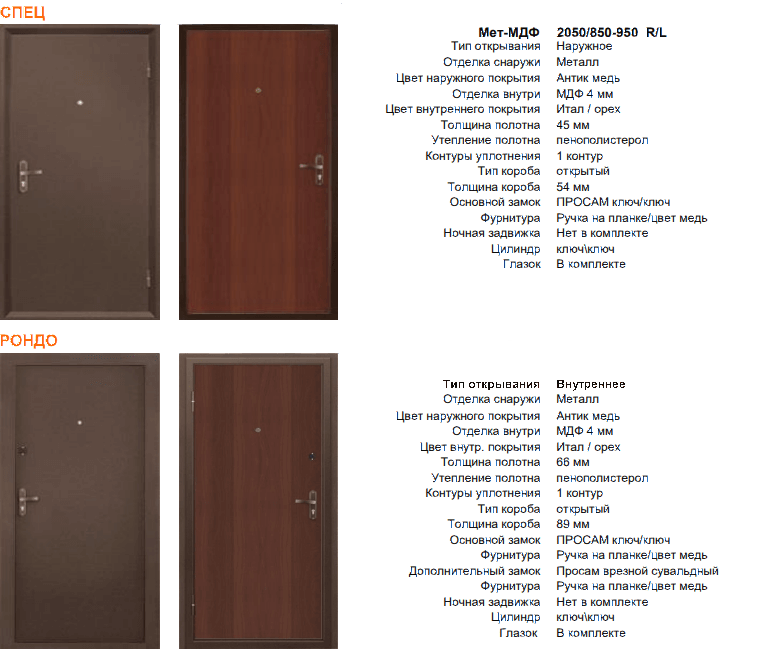 СПЕЦ
Мет-МДФ 2050/850-950 R/L
Тип открывания Наружное
Отделка снаружи Металл
Цвет наружного покрытия Антик медь
Отделка внутри МДФ 4 мм
Цвет внутреннего покрытия Итал / орех
Толщина полотна 45 мм
Утепление полотна пенополистерол
Контуры уплотнения 1 контур
Тип короба открытый
Толщина короба 54 мм
Основной замок ПРОСАМ ключ/ключ
Фурнитура Ручка на планке/цвет медь
Ночная задвижка Нет в комплекте
Цилиндр ключ\ключ
Глазок В комплекте
РОНДО
Тип открывания Внутреннее
Отделка снаружи Металл
Цвет наружного покрытия Антик медь
Отделка внутри МДФ 4 мм
Цвет внутр. покрытия Итал / орех
Толщина полотна 66 мм
Утепление полотна пенополистерол
Контуры уплотнения 1 контур
Тип короба открытый
Толщина короба 89 мм
Основной замок ПРОСАМ ключ/ключ
Фурнитура Ручка на планке/цвет медь
Дополнительный замок Просам врезной сувальдный
Фурнитура Ручка на планке/цвет медь
Ночная задвижка Нет в комплекте
Цилиндр ключ\ключ
Глазок В комплекте